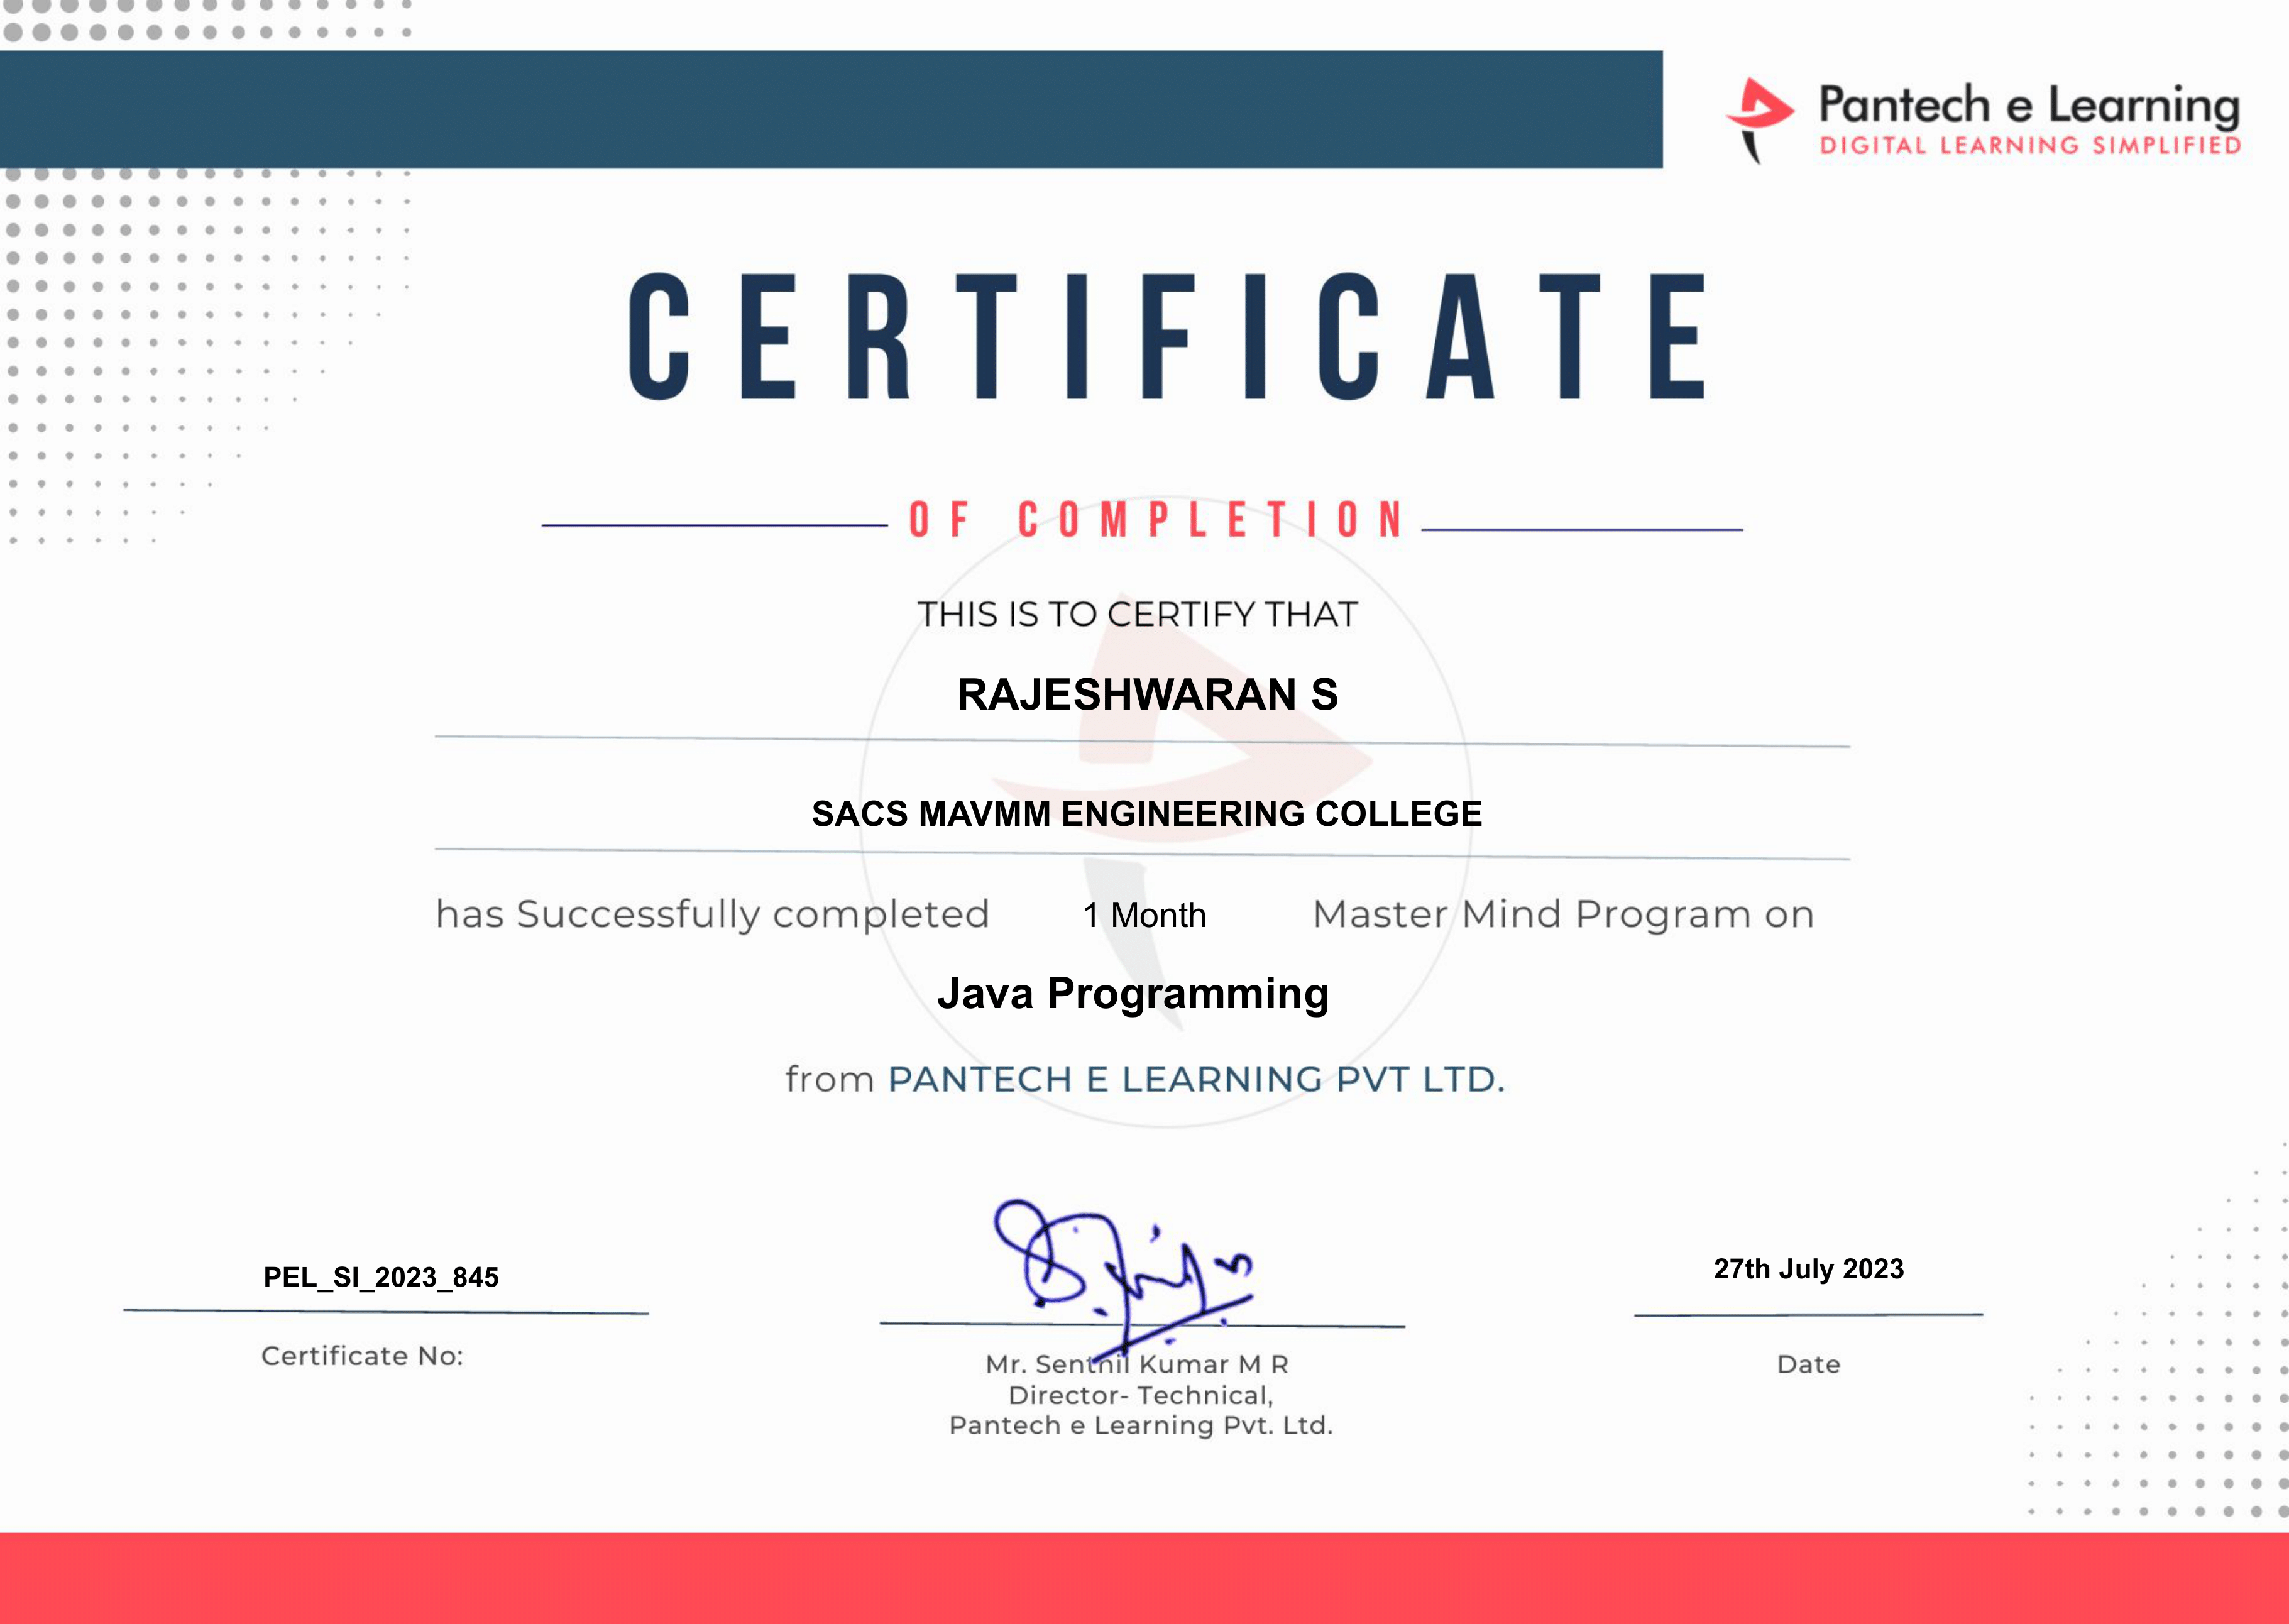 Pantech e Learning
DIGITAL LEARNING SIMPLIFIED
CERTIFICATE
OF COMPLETION
THIS IS TO CERTIFY THAT
RAJESHWARAN S
SACS MAVMM ENGINEERING COLLEGE
has Successfully completed 1 Month Master Mind Program on
Java Programming
from PANTECH E LEARNING PVT LTD.
PEL_SI_2023_845
Certificate No:
Mr. Senthil Kumar M R
Director- Technical,
Pantech e Learning Pvt. Ltd.
27th July 2023
Date